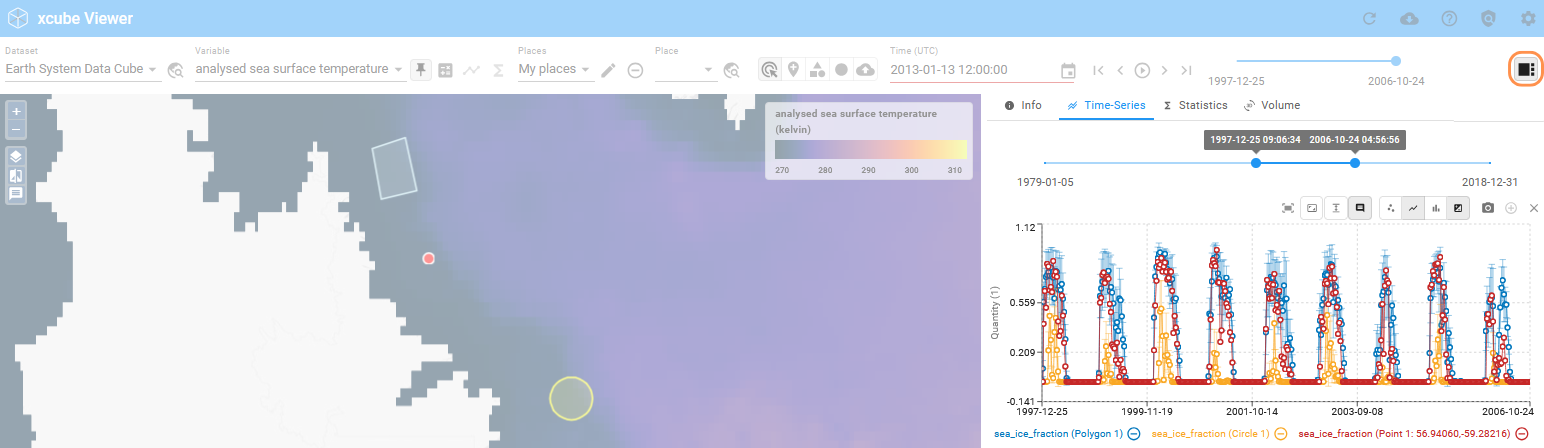 xcube Viewer
Dataset
Variable
Places
Place
Time (UTC)
Earth System Data Cube
analysed sea surface temperature
My places
2013-01-13 12:00:00
1997-12-25
2006-10-24
Info
Time-Series
Statistics
Volume
analysed sea surface temperature
(kelvin)
270 280 290 300 310
1997-12-25 09:06:34
2006-10-24 04:56:56
1979-01-05
2018-12-31
1.12
0.559
0.209
-0.141
Quantity (1)
1997-12-25
1999-11-19
2001-10-14
2003-09-08
2006-10-24
sea_ice_fraction (Polygon 1)
sea_ice_fraction (Circle 1)
sea_ice_fraction (Point 1: 56.94060,-59.28216)